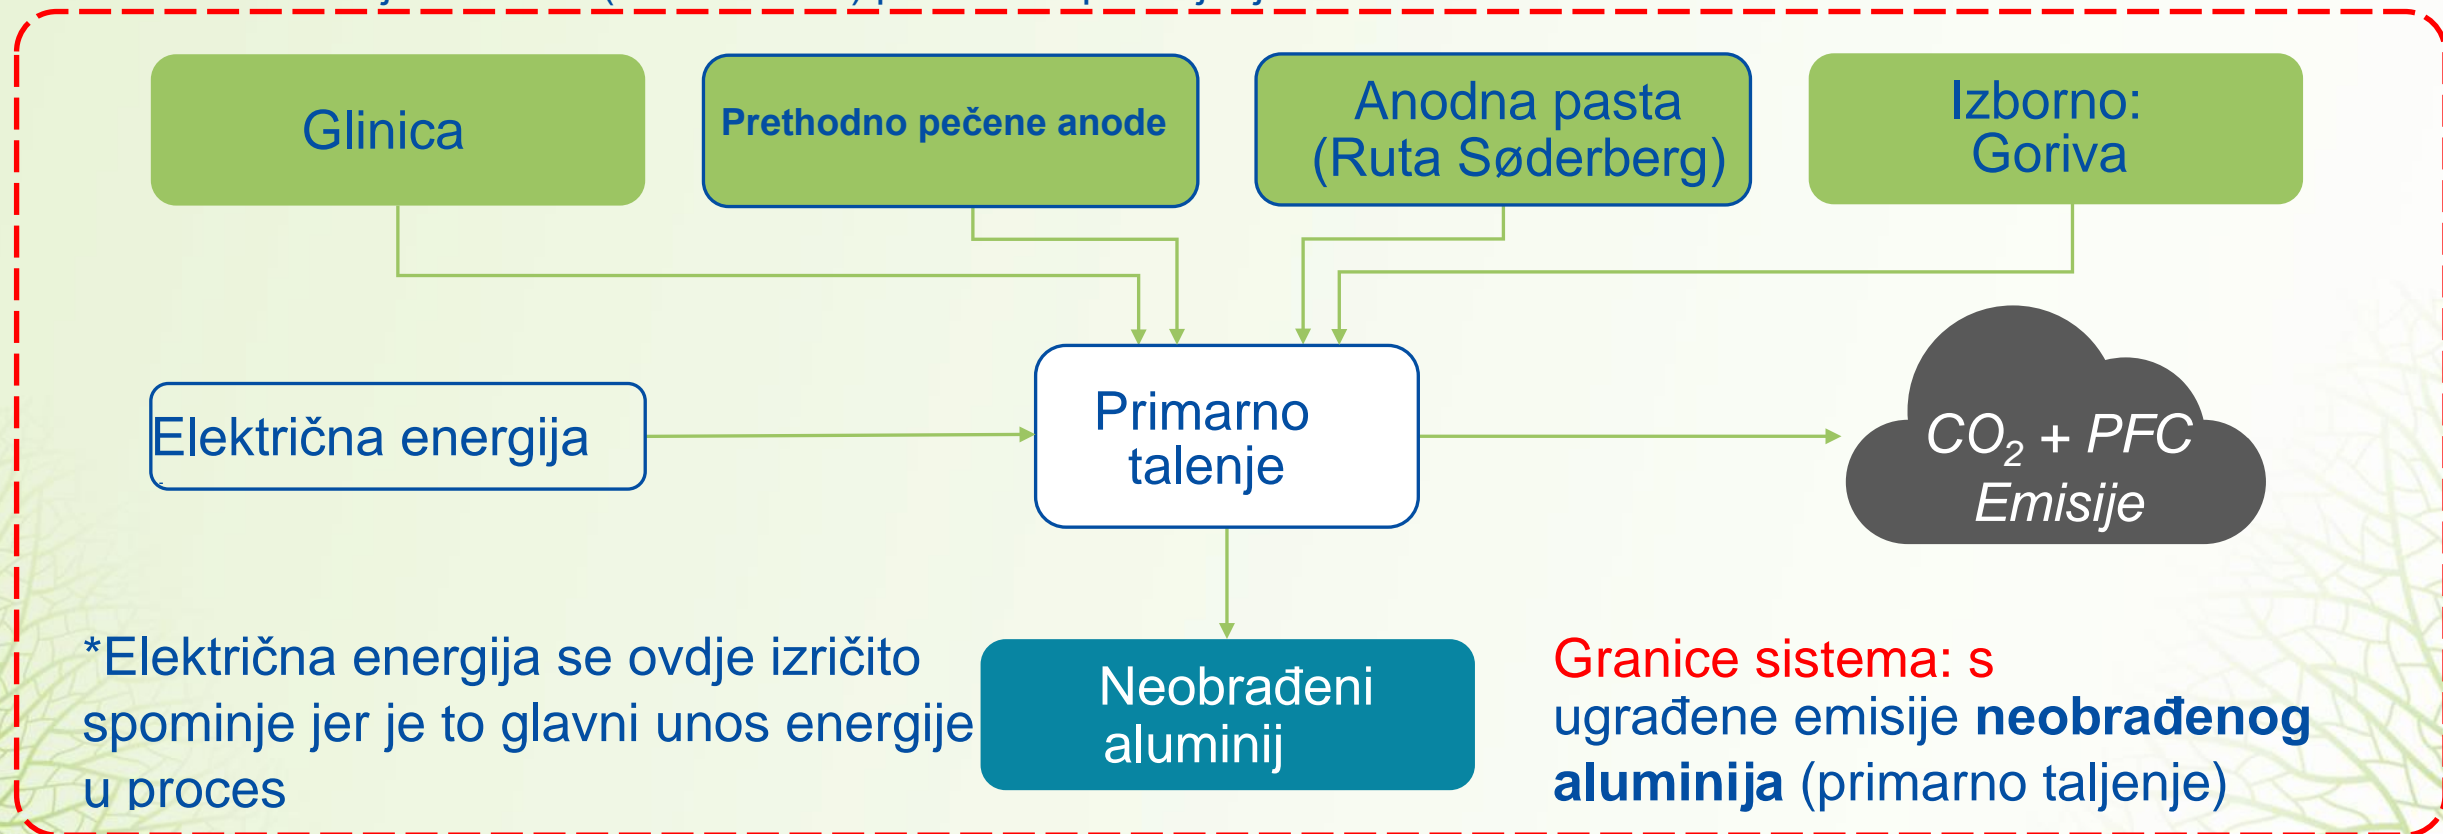 Glinica
Prethodno pečene anode
Anodna pasta
(Ruta Søderberg)
Izborno:
Goriva
Električna energija
Primarno
talenje
CO₂ + PFC
Emisije
Neobrađeni
aluminij
*Električna energija se ovdje izričito
spominje jer je to glavni unos energije
u proces
Granice sistema: s
ugrađene emisije neobrađenog
aluminija (primarno taljenje)